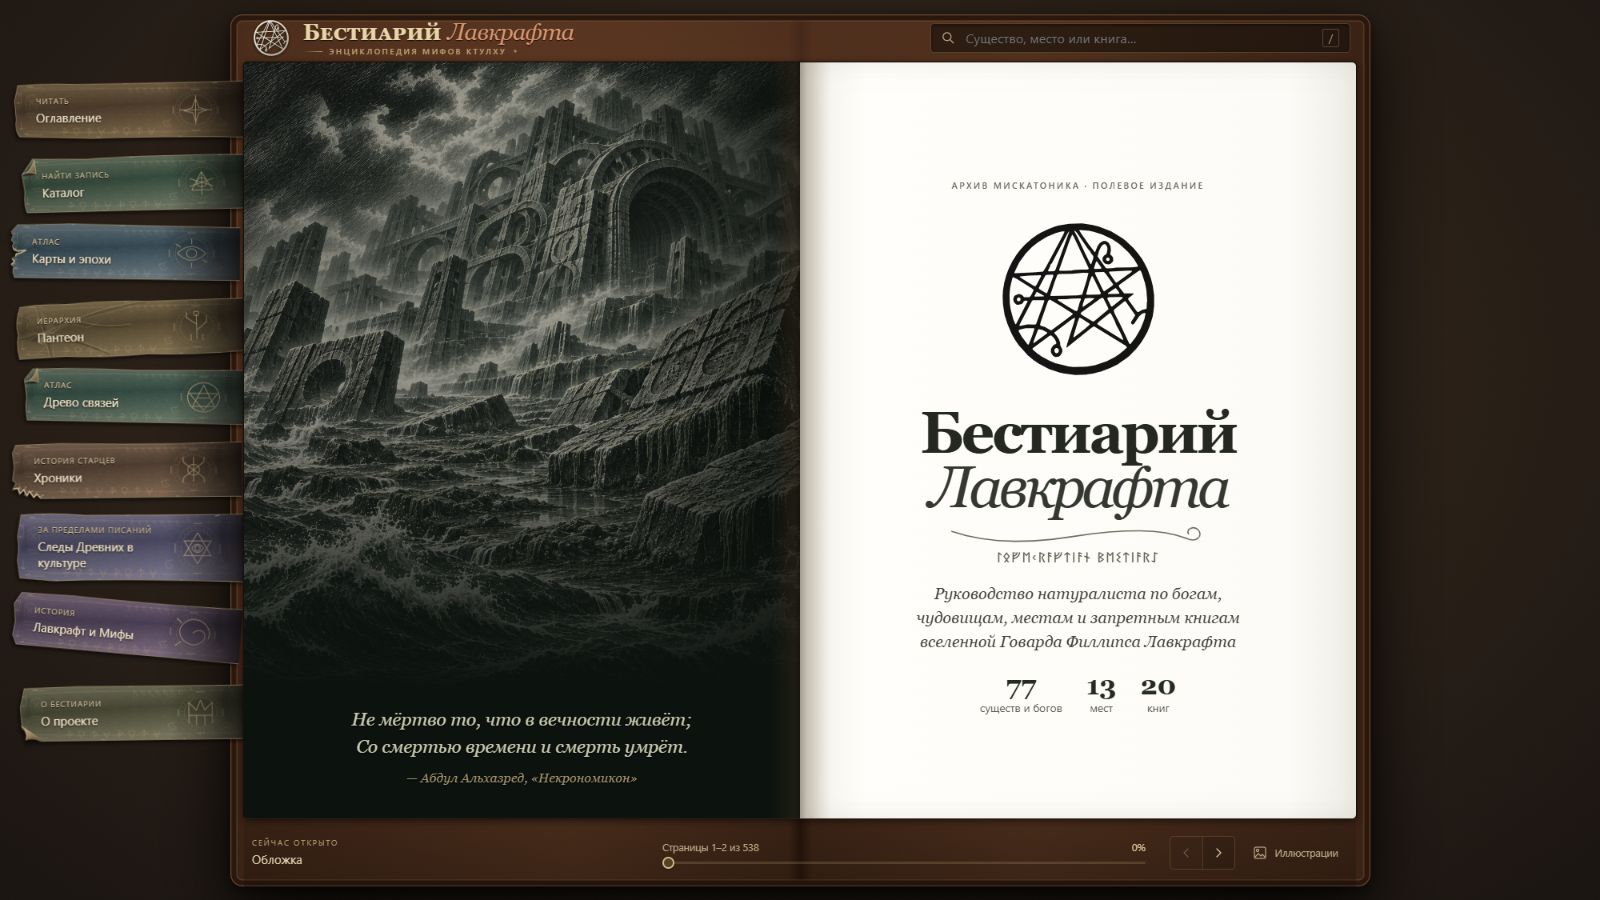 Бестиарий Лавкрафта
ЭНЦИКЛОПЕДИЯ МИФОВ КТУЛХУ
Существо, место или книга...
/
ЧИТАТЬ
Оглавление
НАЙТИ ЗАПИСЬ
Каталог
АТЛАС
Карты и эпохи
ИЕРАРХИЯ
Пантеон
АТЛАС
Древо связей
ИСТОРИЯ СТАРЦЕВ
Хроники
ЗА ПРЕДЕЛАМИ ПИСАНИЙ
Следы Древних в
культуре
ИСТОРИЯ
Лавкрафт и Мифы
О БЕСТИАРИИ
О проекте
Не мёртво то, что в вечности живёт;
Со смертью времени и смерть умрёт.
— Абдул Альхазред, «Некрономикон»
АРХИВ МИСКАТОНИКА · ПОЛЕВОЕ ИЗДАНИЕ
Бестиарий
Лавкрафта
Руководство натуралиста по богам,
чудовищам, местам и запретным книгам
вселенной Говарда Филлипса Лавкрафта
77 13 20
существ и богов мест книг
СЕЙЧАС ОТКРЫТО
Обложка
Страницы 1–2 из 538
0%
Иллюстрации